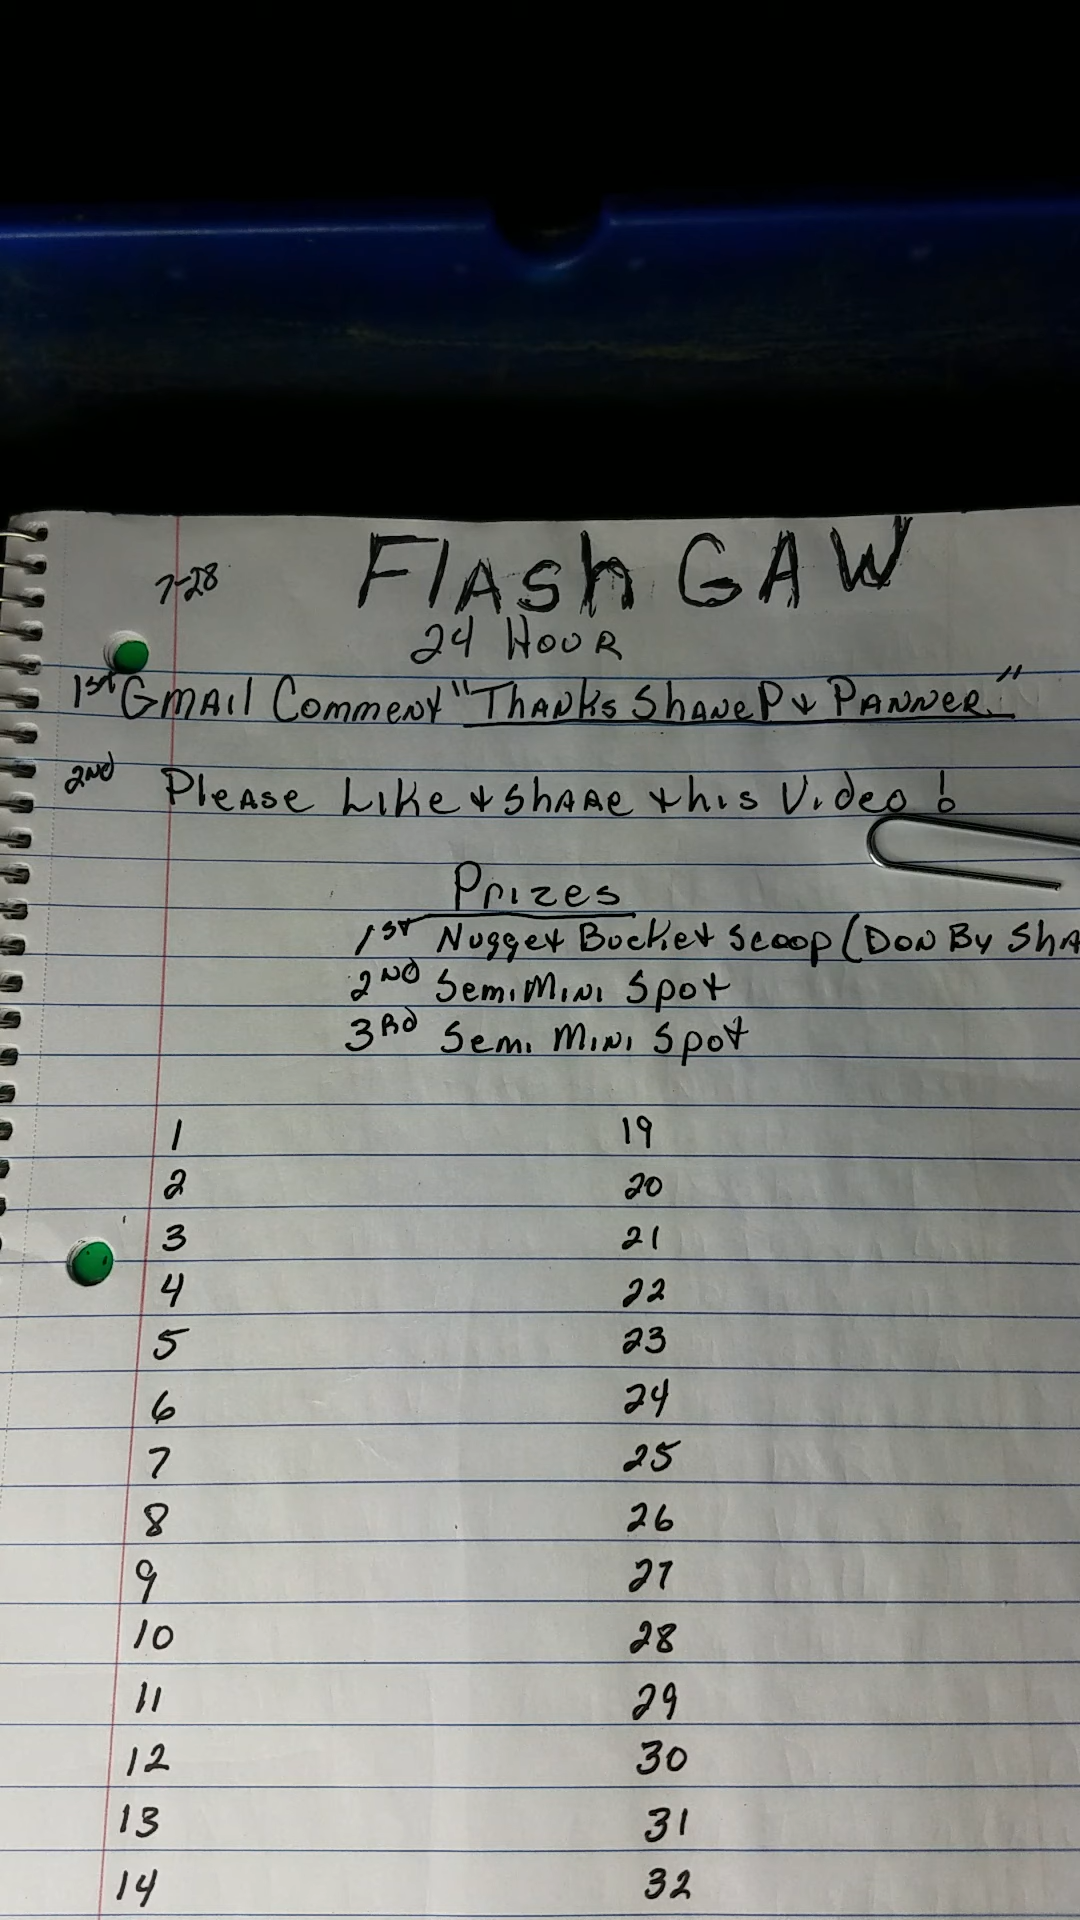 7-28
Flash GAW
24 Hour
1st Gmail Comment "Thanks ShaneP & Panner."
2nd Please Like & Share this Video!
Prizes
1st Nugget Bucket Scoop (Don By Sha
2nd Semi Mini Spot
3rd Semi Mini Spot
1 19
2 20
3 21
4 22
5 23
6 24
7 25
8 26
9 27
10 28
11 29
12 30
13 31
14 32